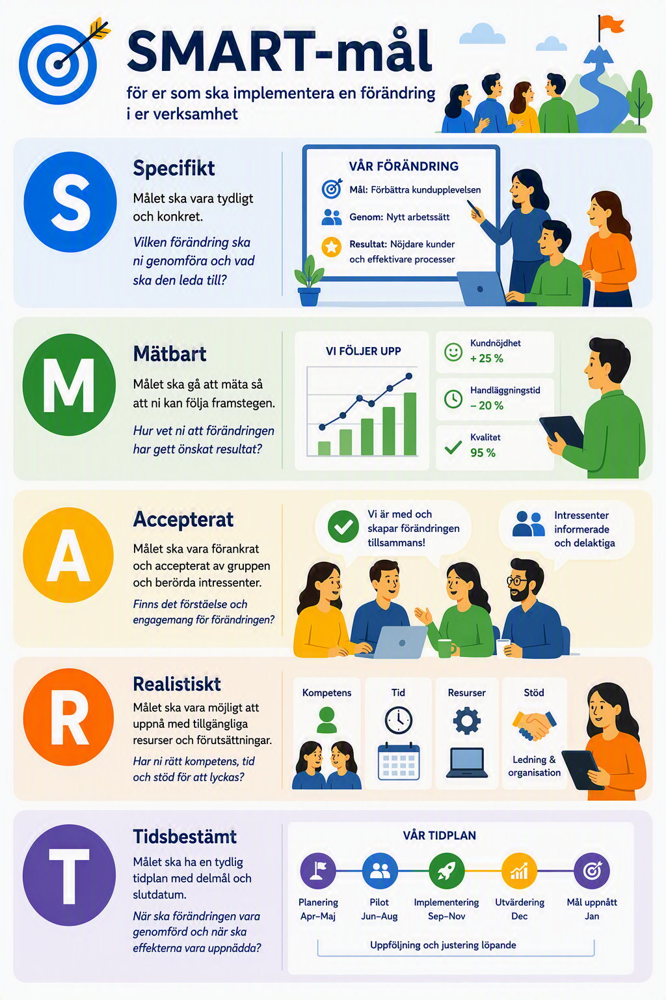 SMART-mål
för er som ska implementera en förändring
i er verksamhet
S
Specifikt
Målet ska vara tydligt
och konkret.
Vilken förändring ska
ni genomföra och vad
ska den leda till?
VÅR FÖRÄNDRING
Mål: Förbättra kundupplevelsen
Genom: Nytt arbetssätt
Resultat: Nöjdare kunder
och effektivare processer
M
Mätbart
Målet ska gå att mäta så
att ni kan följa framstegen.
Hur vet ni att förändringen
har gett önskat resultat?
VI FÖLJER UPP
Kundnöjdhet
+ 25 %
Handläggningstid
– 20 %
Kvalitet
95 %
A
Accepterat
Målet ska vara förankrat
och accepterat av gruppen
och berörda intressenter.
Finns det förståelse och
engagemang för förändringen?
Vi är med och
skapar förändringen
tillsammans!
Intressenter
informerade
och delaktiga
R
Realistiskt
Målet ska vara möjligt att
uppnå med tillgängliga
resurser och förutsättningar.
Har ni rätt kompetens, tid
och stöd för att lyckas?
Kompetens
Tid
Resurser
Stöd
Ledning &
organisation
T
Tidsbestämt
Målet ska ha en tydlig
tidplan med delmål och
slutdatum.
När ska förändringen vara
genomförd och när ska
effekterna vara uppnädda?
VÅR TIDPLAN
Planering
Apr–Maj
Pilot
Jun–Aug
Implementering
Sep–Nov
Utvärdering
Dec
Mål uppnått
Jan
Uppföljning och justering löpande